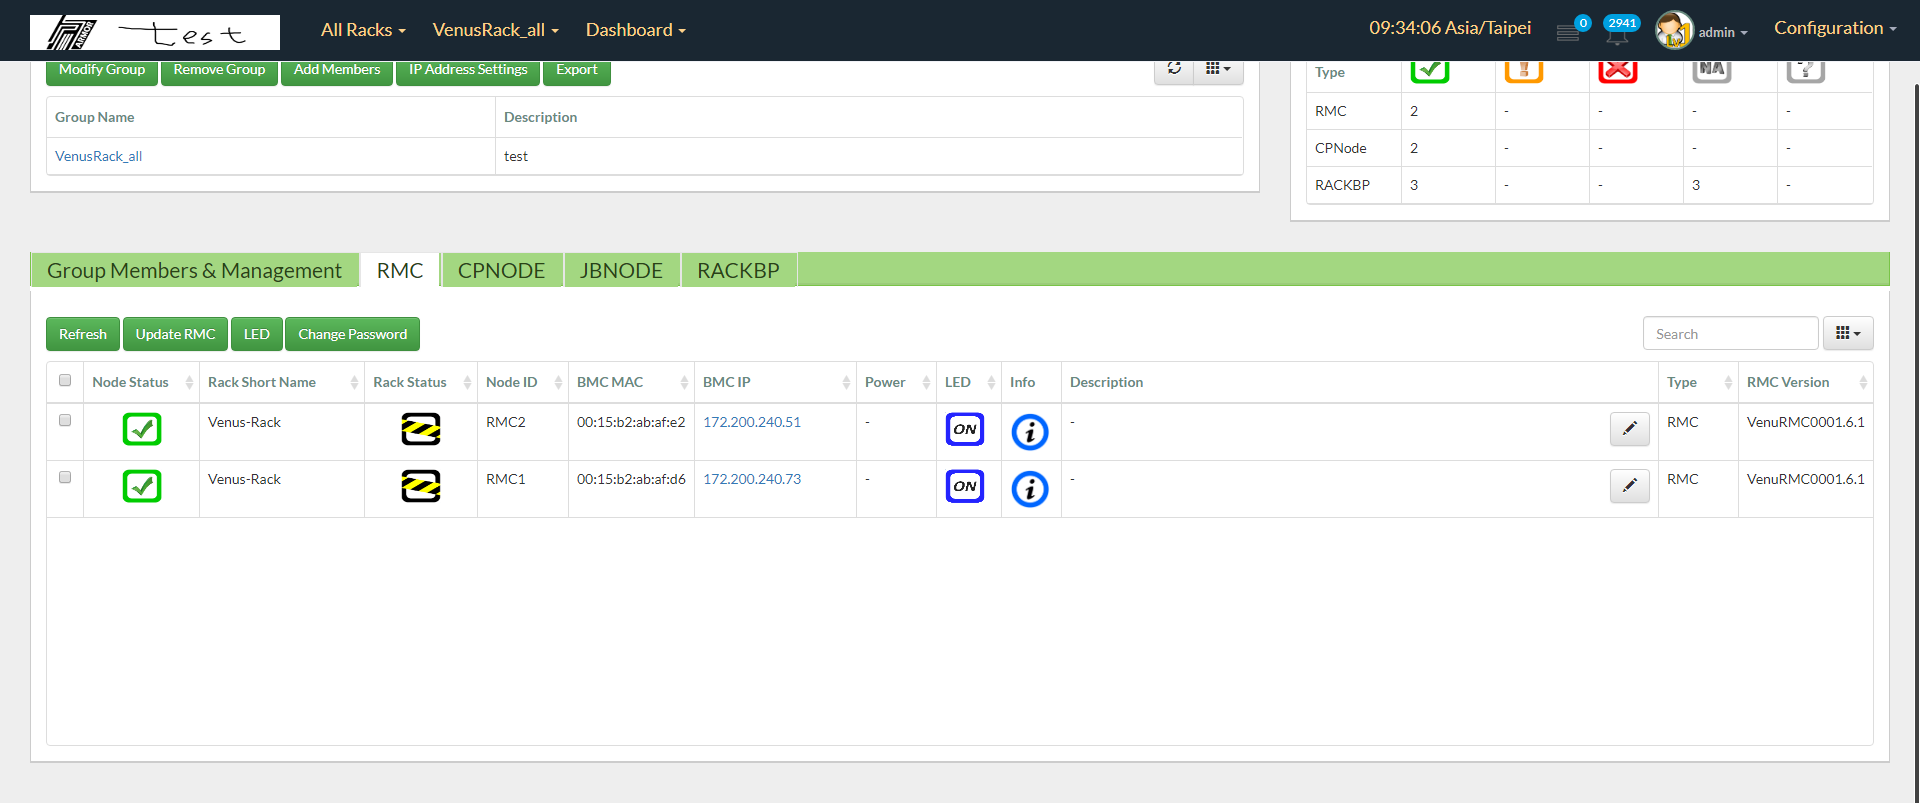 ARMOR test All Racks VenusRack_all Dashboard 09:34:06 Asia/Taipei 0 2941 admin Configuration
Modify Group Remove Group Add Members IP Address Settings Export
Type ! NA ?
Group Name Description
VenusRack_all test
RMC 2 - - - -
CPNode 2 - - - -
RACKBP 3 - - 3 -
Group Members & Management RMC CPNODE JBNODE RACKBP
Refresh Update RMC LED Change Password Search
Node Status Rack Short Name Rack Status Node ID BMC MAC BMC IP Power LED Info Description Type RMC Version
Venus-Rack RMC2 00:15:b2:ab:af:e2 172.200.240.51 - ON i - RMC VenuRMC0001.6.1
Venus-Rack RMC1 00:15:b2:ab:af:d6 172.200.240.73 - ON i - RMC VenuRMC0001.6.1